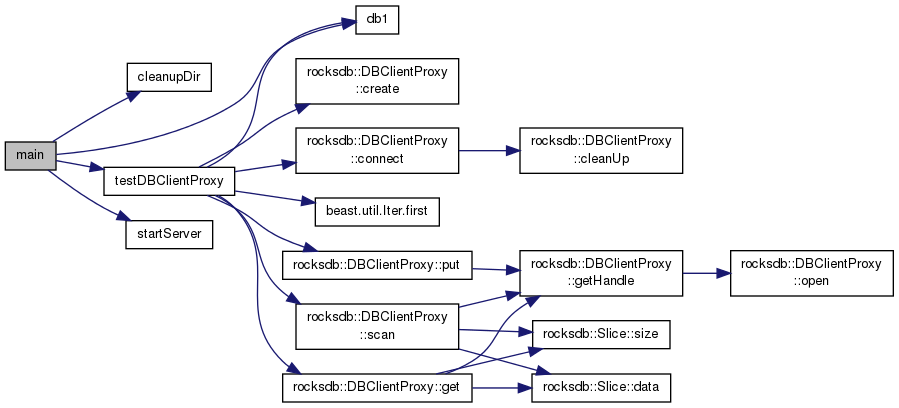 db1
rocksdb::DBClientProxy
::create
cleanupDir
main
rocksdb::DBClientProxy
::connect
rocksdb::DBClientProxy
::cleanUp
testDBClientProxy
beast.util.Iter.first
startServer
rocksdb::DBClientProxy::put
rocksdb::DBClientProxy
::getHandle
rocksdb::DBClientProxy
::open
rocksdb::DBClientProxy
::scan
rocksdb::Slice::size
rocksdb::DBClientProxy::get
rocksdb::Slice::data